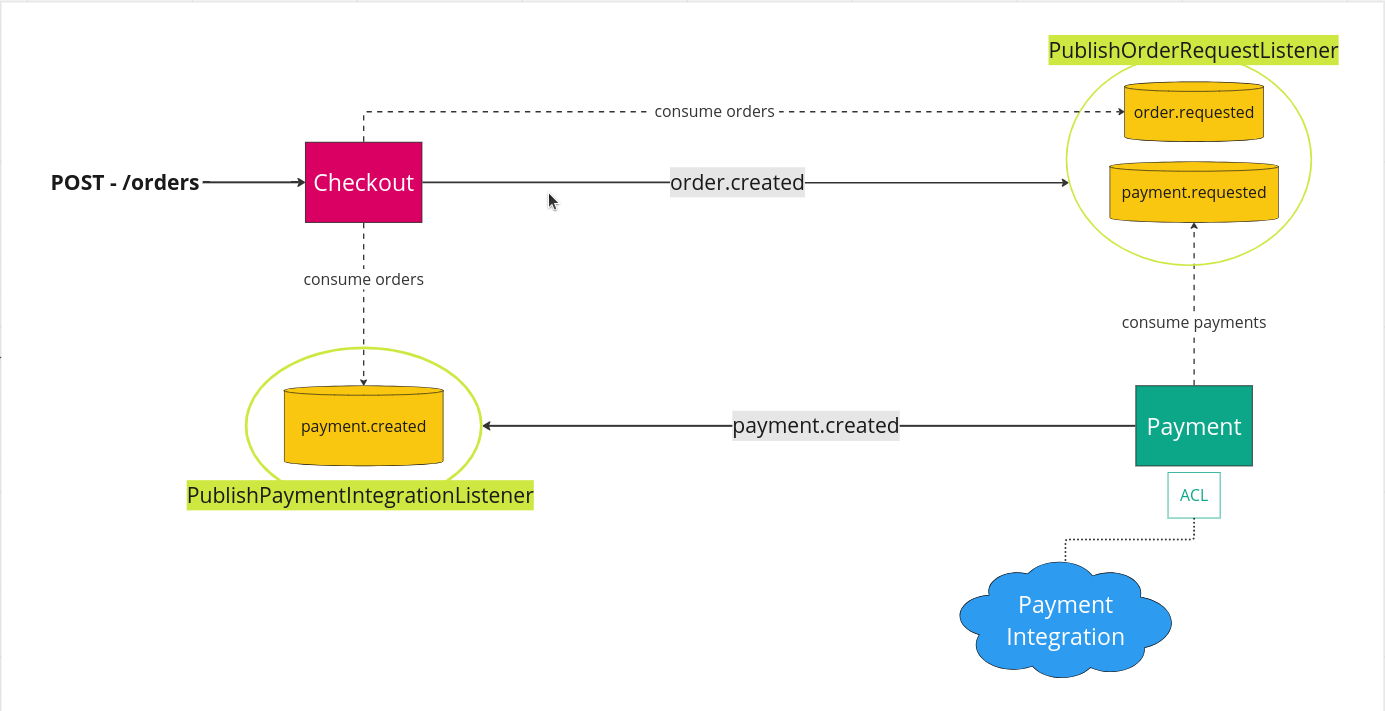 PublishOrderRequestListener
consume orders
order.requested
POST - /orders
Checkout
order.created
payment.requested
consume orders
consume payments
payment.created
payment.created
Payment
PublishPaymentIntegrationListener
ACL
Payment
Integration